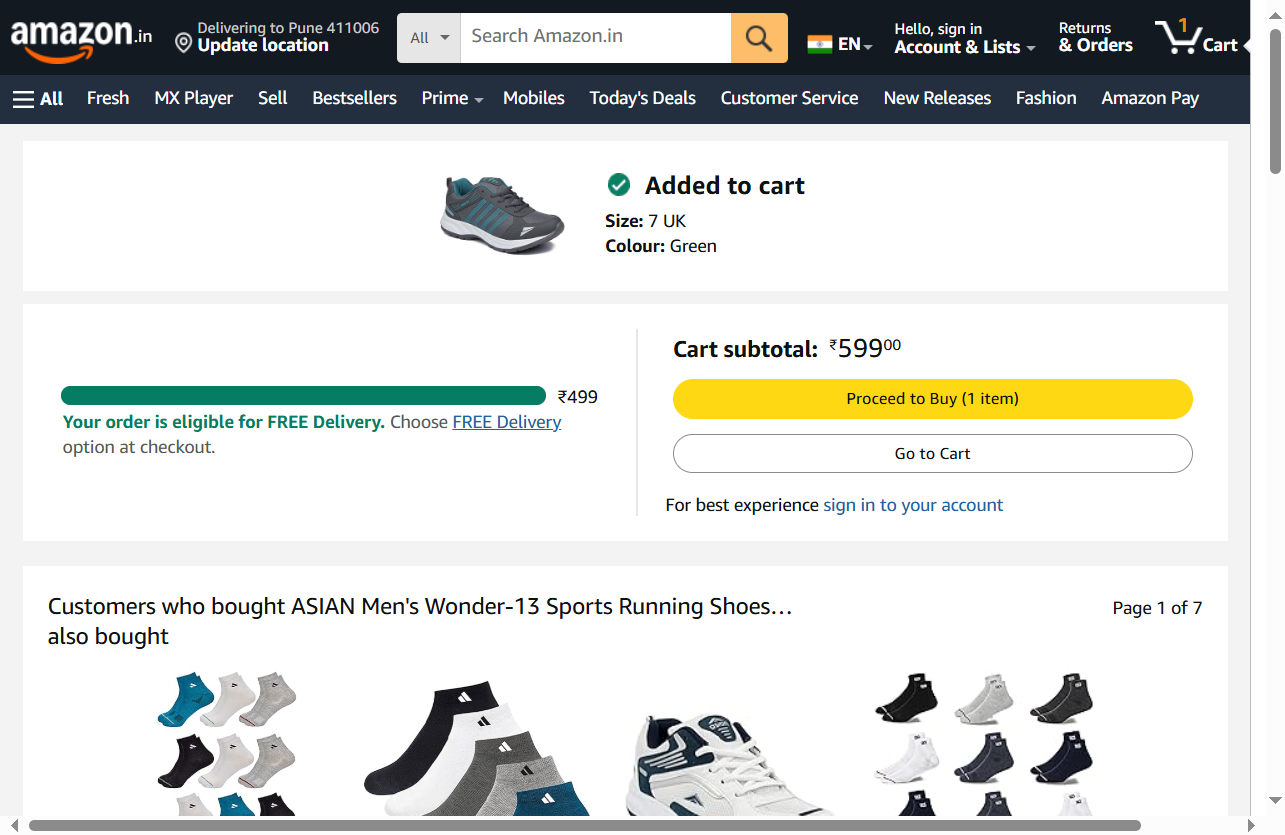 amazon.in
Delivering to Pune 411006
Update location
All
Search Amazon.in
EN
Hello, sign in
Account & Lists
Returns
& Orders
1
Cart
All
Fresh
MX Player
Sell
Bestsellers
Prime
Mobiles
Today's Deals
Customer Service
New Releases
Fashion
Amazon Pay
Added to cart
Size: 7 UK
Colour: Green
₹499
Your order is eligible for FREE Delivery. Choose FREE Delivery
option at checkout.
Cart subtotal: ₹59900
Proceed to Buy (1 item)
Go to Cart
For best experience sign in to your account
Customers who bought ASIAN Men's Wonder-13 Sports Running Shoes…
also bought
Page 1 of 7